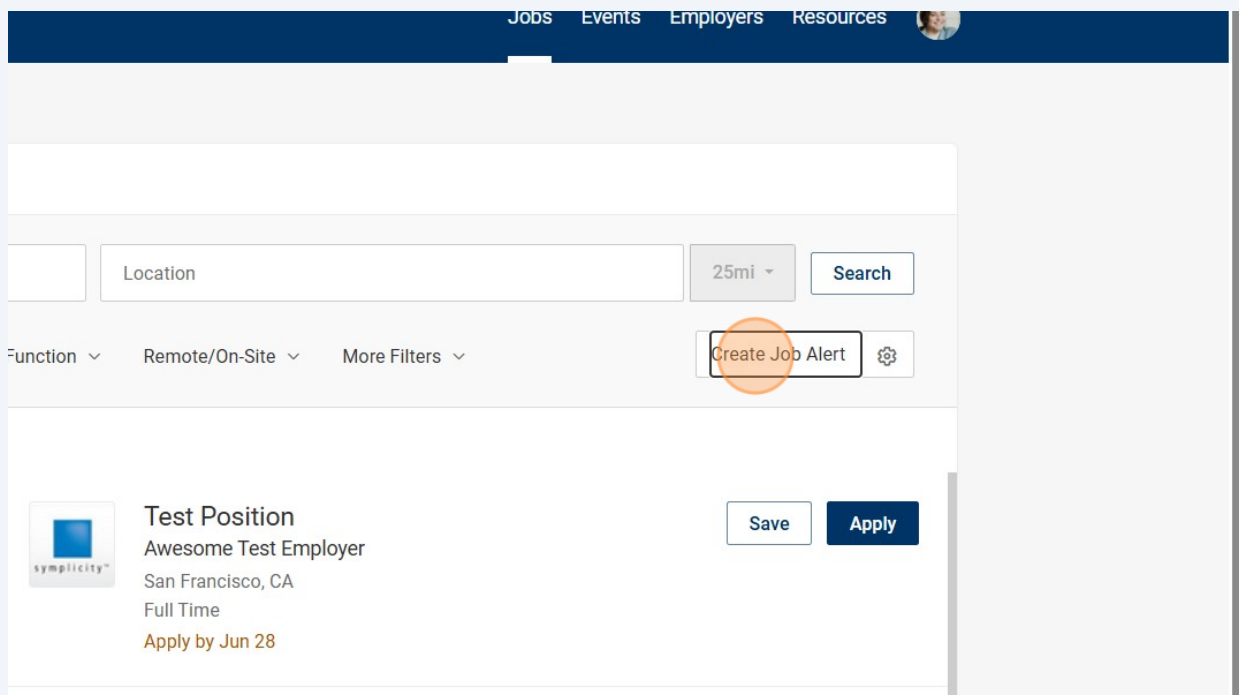 Jobs Events Employers Resources
Location 25mi Search
Function Remote/On-Site More Filters Create Job Alert
Test Position Save Apply
Awesome Test Employer
symplicity™
San Francisco, CA
Full Time
Apply by Jun 28